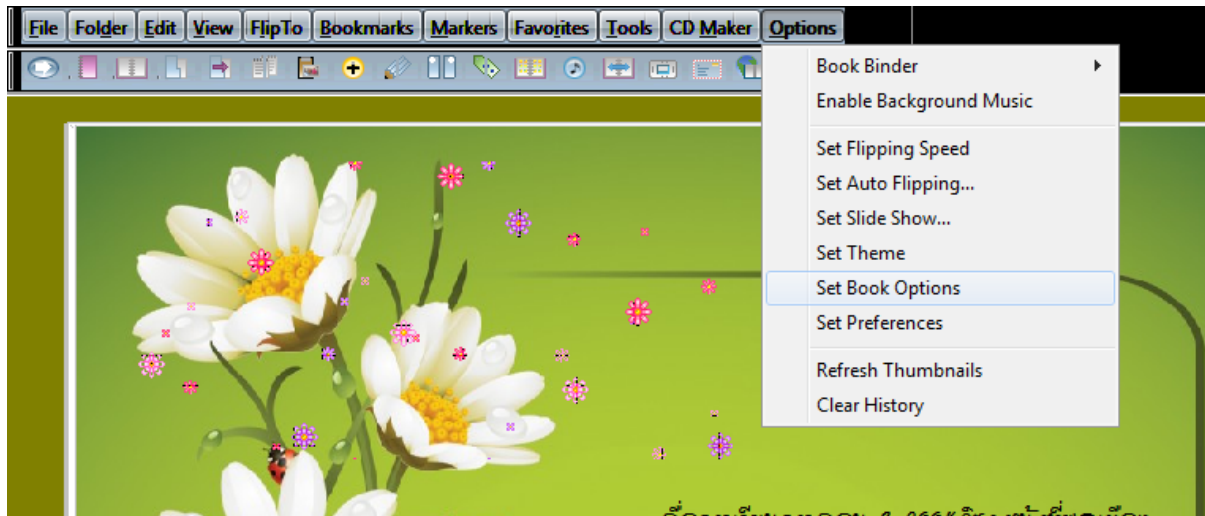 File Folder Edit View FlipTo Bookmarks Markers Favorites Tools CD Maker Options
Book Binder
Enable Background Music
Set Flipping Speed
Set Auto Flipping...
Set Slide Show...
Set Theme
Set Book Options
Set Preferences
Refresh Thumbnails
Clear History